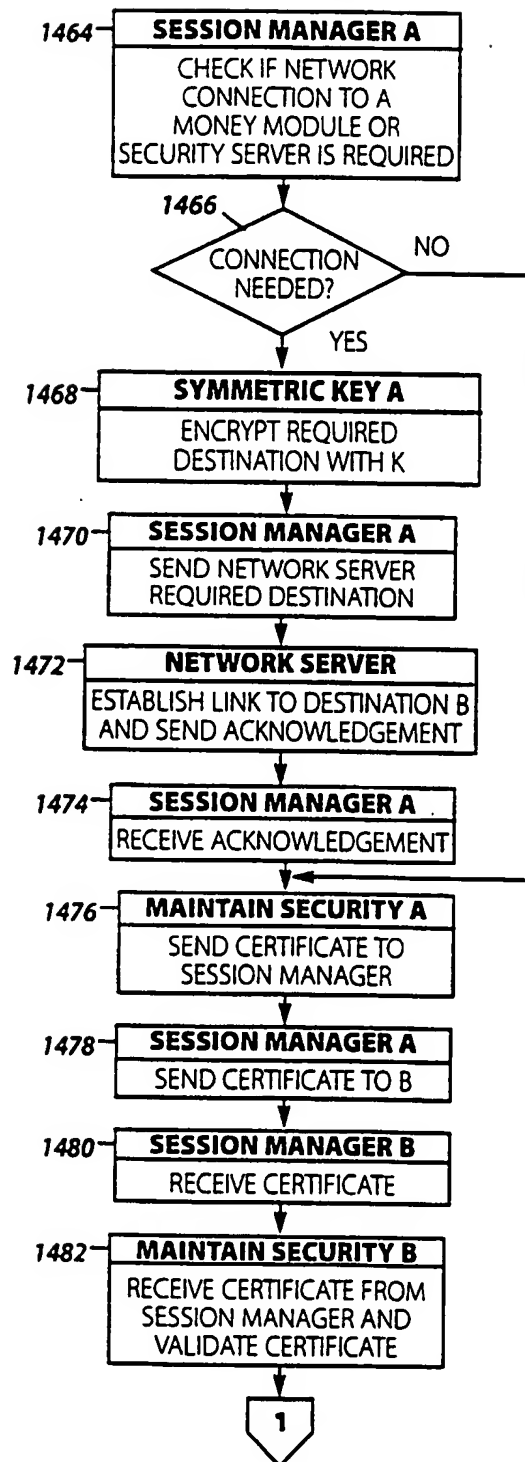 1464
SESSION MANAGER A
CHECK IF NETWORK
CONNECTION TO A
MONEY MODULE OR
SECURITY SERVER IS REQUIRED
1466
CONNECTION
NEEDED?
NO
YES
1468
SYMMETRIC KEY A
ENCRYPT REQUIRED
DESTINATION WITH K
1470
SESSION MANAGER A
SEND NETWORK SERVER
REQUIRED DESTINATION
1472
NETWORK SERVER
ESTABLISH LINK TO DESTINATION B
AND SEND ACKNOWLEDGEMENT
1474
SESSION MANAGER A
RECEIVE ACKNOWLEDGEMENT
1476
MAINTAIN SECURITY A
SEND CERTIFICATE TO
SESSION MANAGER
1478
SESSION MANAGER A
SEND CERTIFICATE TO B
1480
SESSION MANAGER B
RECEIVE CERTIFICATE
1482
MAINTAIN SECURITY B
RECEIVE CERTIFICATE FROM
SESSION MANAGER AND
VALIDATE CERTIFICATE
1